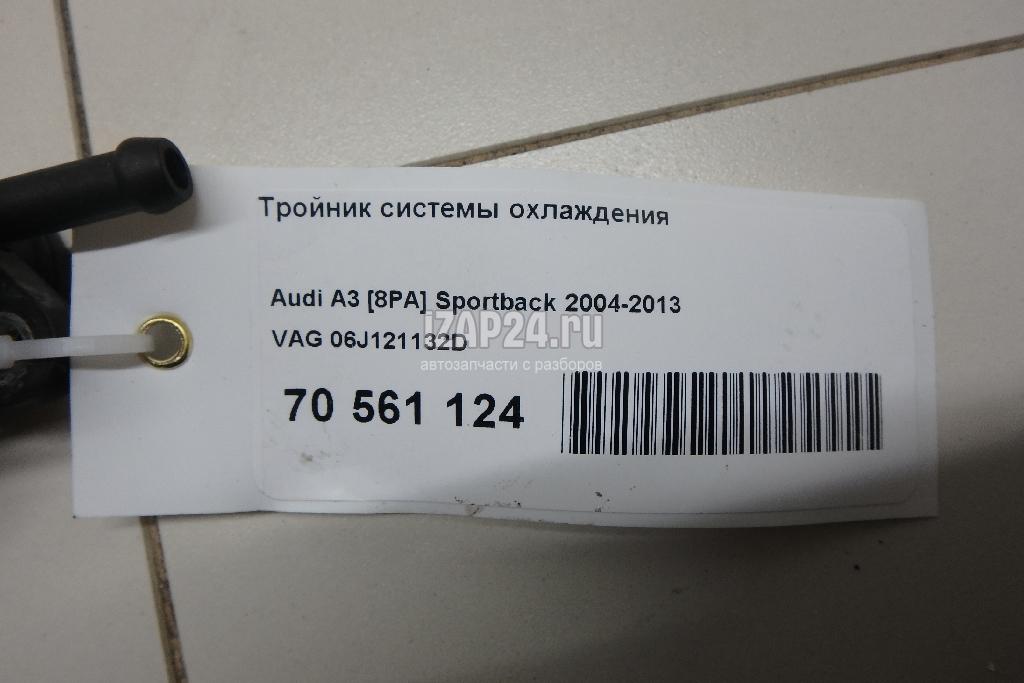 Тройник системы охлаждения
Audi A3 [8PA] Sportback 2004-2013
iZAP24.ru
VAG 06J121132D
автозапчасти с разборов
70 561 124